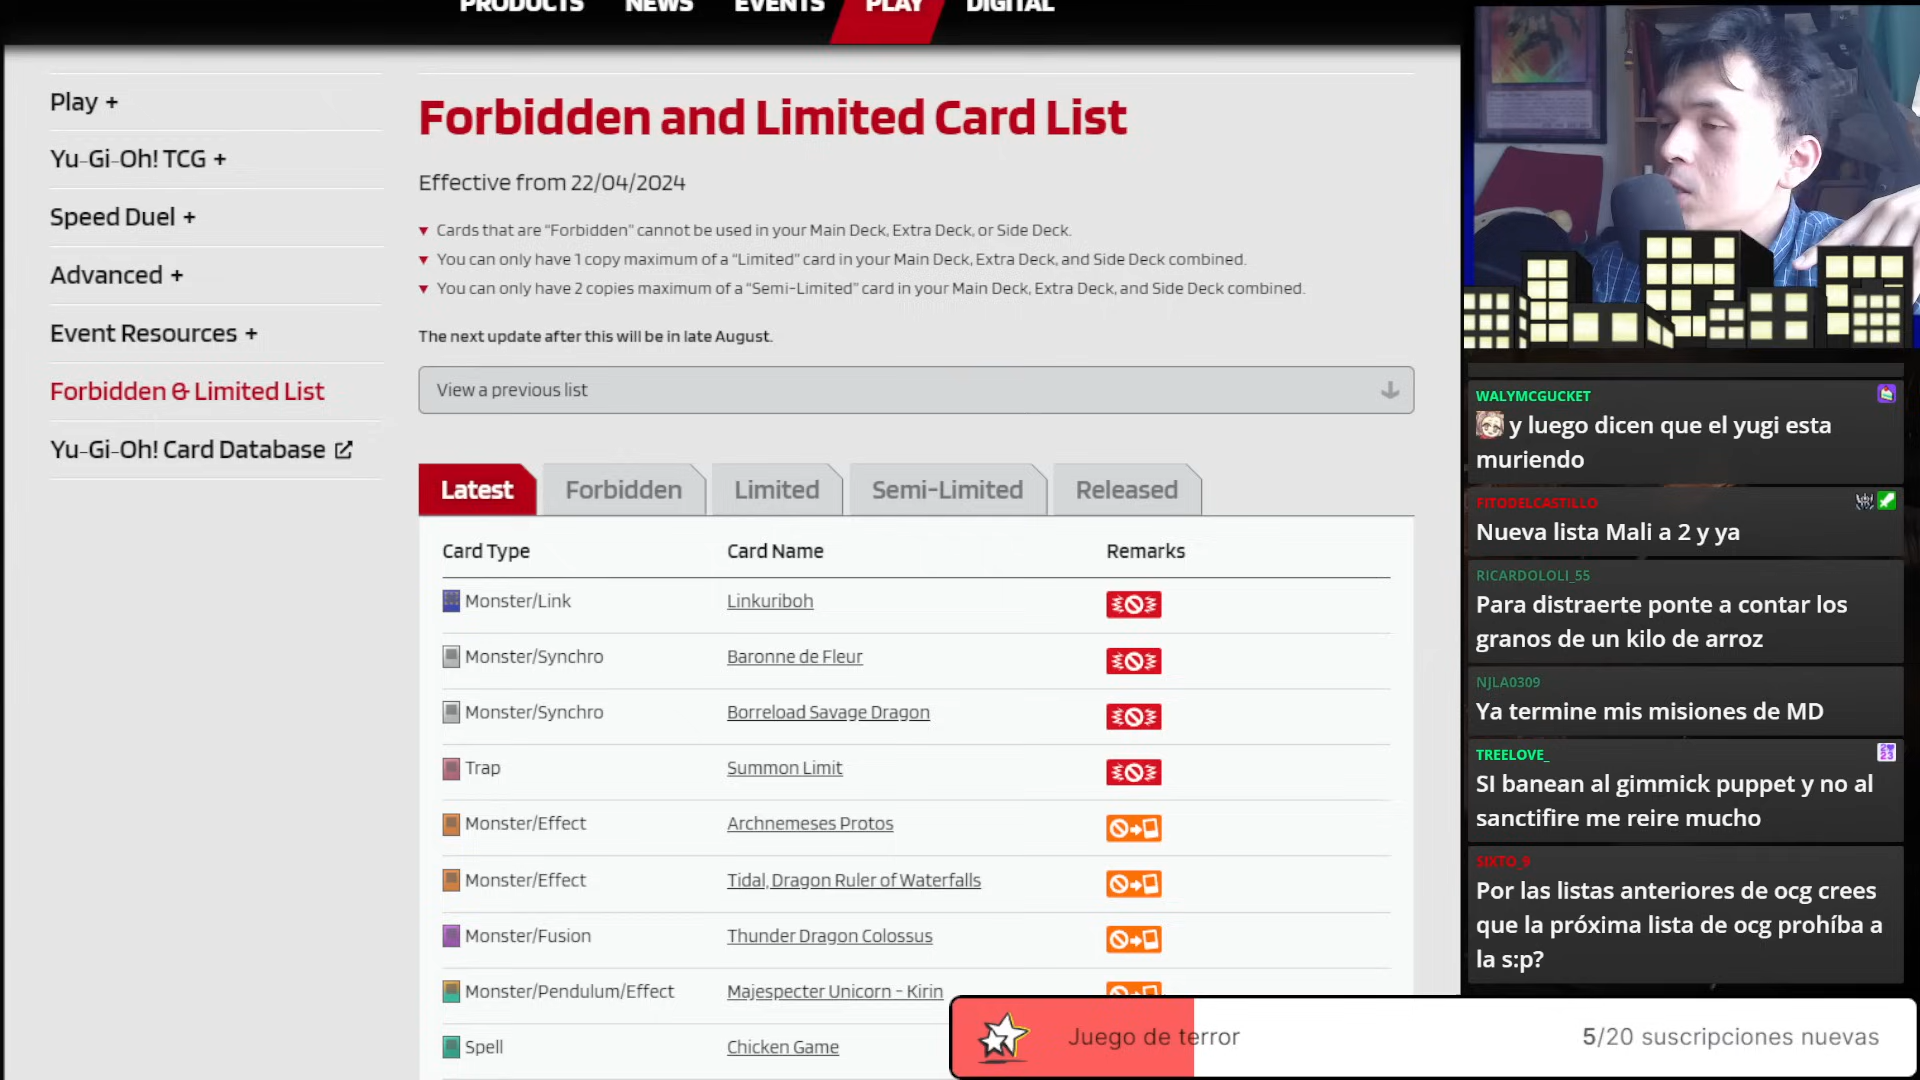 PRODUCTS NEWS EVENTS PLAY DIGITAL
Play +
Yu-Gi-Oh! TCG +
Speed Duel +
Advanced +
Event Resources +
Forbidden & Limited List
Yu-Gi-Oh! Card Database
Forbidden and Limited Card List
Effective from 22/04/2024
Cards that are "Forbidden" cannot be used in your Main Deck, Extra Deck, or Side Deck.
You can only have 1 copy maximum of a "Limited" card in your Main Deck, Extra Deck, and Side Deck combined.
You can only have 2 copies maximum of a "Semi-Limited" card in your Main Deck, Extra Deck, and Side Deck combined.
The next update after this will be in late August.
View a previous list
Latest Forbidden Limited Semi-Limited Released
Card Type Card Name Remarks
Monster/Link Linkuriboh
Monster/Synchro Baronne de Fleur
Monster/Synchro Borreload Savage Dragon
Trap Summon Limit
Monster/Effect Archnemeses Protos
Monster/Effect Tidal, Dragon Ruler of Waterfalls
Monster/Fusion Thunder Dragon Colossus
Monster/Pendulum/Effect Majespecter Unicorn - Kirin
Spell Chicken Game
WALYMCGUCKET
y luego dicen que el yugi esta
muriendo
FITODELCASTILLO
Nueva lista Mali a 2 y ya
RICARDOLOLI_55
Para distraerte ponte a contar los
granos de un kilo de arroz
NJLA0309
Ya termine mis misiones de MD
TREELOVE_
SI banean al gimmick puppet y no al
sanctifire me reire mucho
SIXTO_9
Por las listas anteriores de ocg crees
que la próxima lista de ocg prohíba a
la s:p?
Juego de terror 5/20 suscripciones nuevas